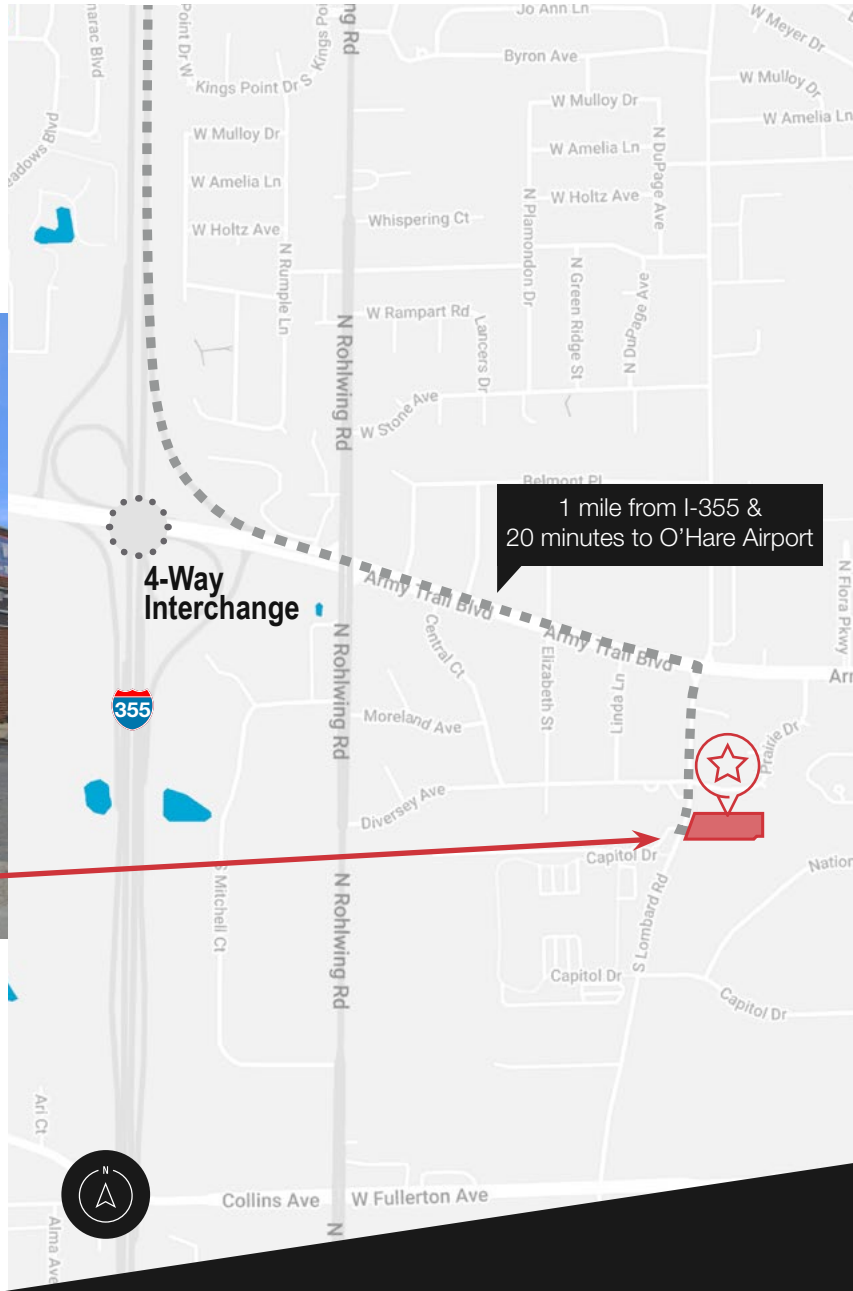 Jo Ann Ln
W Meyer Dr
Point Dr W
Kings Point Dr S
Byron Ave
W Mulloy Dr
W Amelia Ln
W Mulloy Dr
N DuPage Ave
W Mulloy Dr
W Amelia Ln
W Amelia Ln
W Holtz Ave
W Holtz Ave
N Plamondon Dr
Whispering Ct
N Rumple Ln
N Green Ridge St
N DuPage Ave
W Rampart Rd
Lancers Dr
N Rohlwing Rd
W Stone Ave
Belmont Pl
1 mile from I-355 &
20 minutes to O'Hare Airport
4-Way
Interchange
Army Trail Blvd
Army Trail Blvd
N Flora Pkwy
Central Ct
Elizabeth St
Linda Ln
N Rohlwing Rd
355
Moreland Ave
Prairie Dr
Diversey Ave
Capitol Dr
S Mitchell Ct
N Rohlwing Rd
S Lombard Rd
Capitol Dr
Capitol Dr
Ari Ct
N
Collins Ave
W Fullerton Ave
N